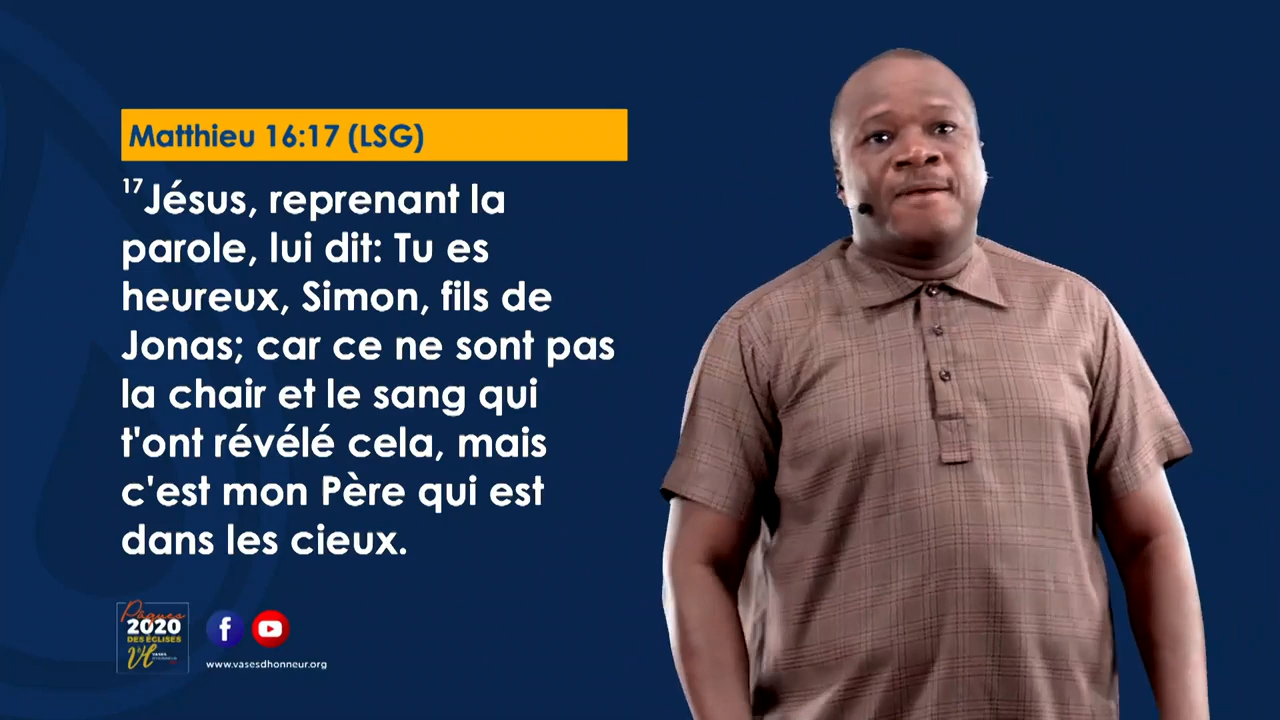 Matthieu 16:17 (LSG)
17Jésus, reprenant la
parole, lui dit: Tu es
heureux, Simon, fils de
Jonas; car ce ne sont pas
la chair et le sang qui
t'ont révélé cela, mais
c'est mon Père qui est
dans les cieux.
Pâques
2020
DES ÉGLISES
VASES
www.vasesdhonneur.org